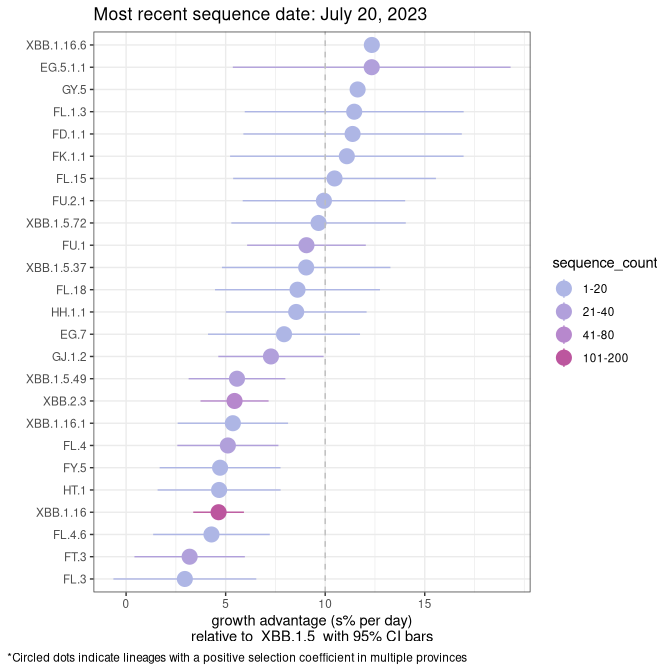 Most recent sequence date: July 20, 2023
XBB.1.16.6
EG.5.1.1
GY.5
FL.1.3
FD.1.1
FK.1.1
FL.15
FU.2.1
XBB.1.5.72
FU.1
XBB.1.5.37
FL.18
HH.1.1
EG.7
GJ.1.2
XBB.1.5.49
XBB.2.3
XBB.1.16.1
FL.4
FY.5
HT.1
XBB.1.16
FL.4.6
FT.3
FL.3
0 5 10 15
growth advantage (s% per day)
relative to XBB.1.5 with 95% CI bars
sequence_count
1-20
21-40
41-80
101-200
*Circled dots indicate lineages with a positive selection coefficient in multiple provinces